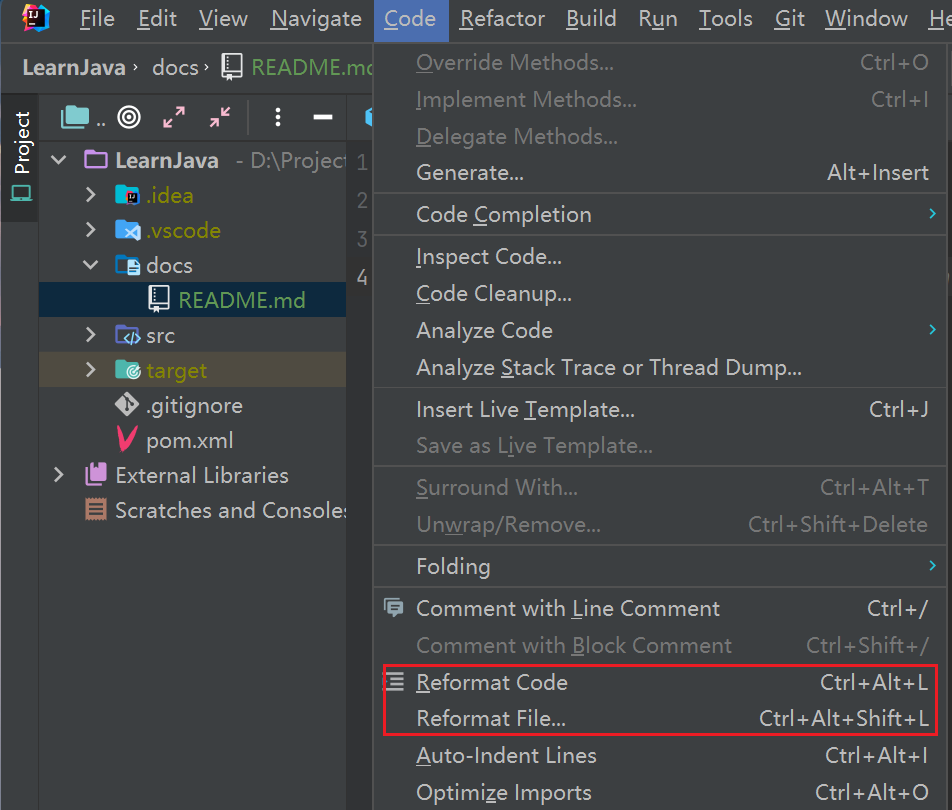 File Edit View Navigate Code Refactor Build Run Tools Git Window
LearnJava › docs › README.md
Project
LearnJava - D:\Project
.idea
.vscode
docs
README.md
src
target
.gitignore
pom.xml
External Libraries
Scratches and Consoles
1
2
3
4
Override Methods... Ctrl+O
Implement Methods... Ctrl+I
Delegate Methods...
Generate... Alt+Insert
Code Completion
Inspect Code...
Code Cleanup...
Analyze Code
Analyze Stack Trace or Thread Dump...
Insert Live Template... Ctrl+J
Save as Live Template...
Surround With... Ctrl+Alt+T
Unwrap/Remove... Ctrl+Shift+Delete
Folding
Comment with Line Comment Ctrl+/
Comment with Block Comment Ctrl+Shift+/
Reformat Code Ctrl+Alt+L
Reformat File... Ctrl+Alt+Shift+L
Auto-Indent Lines Ctrl+Alt+I
Optimize Imports Ctrl+Alt+O